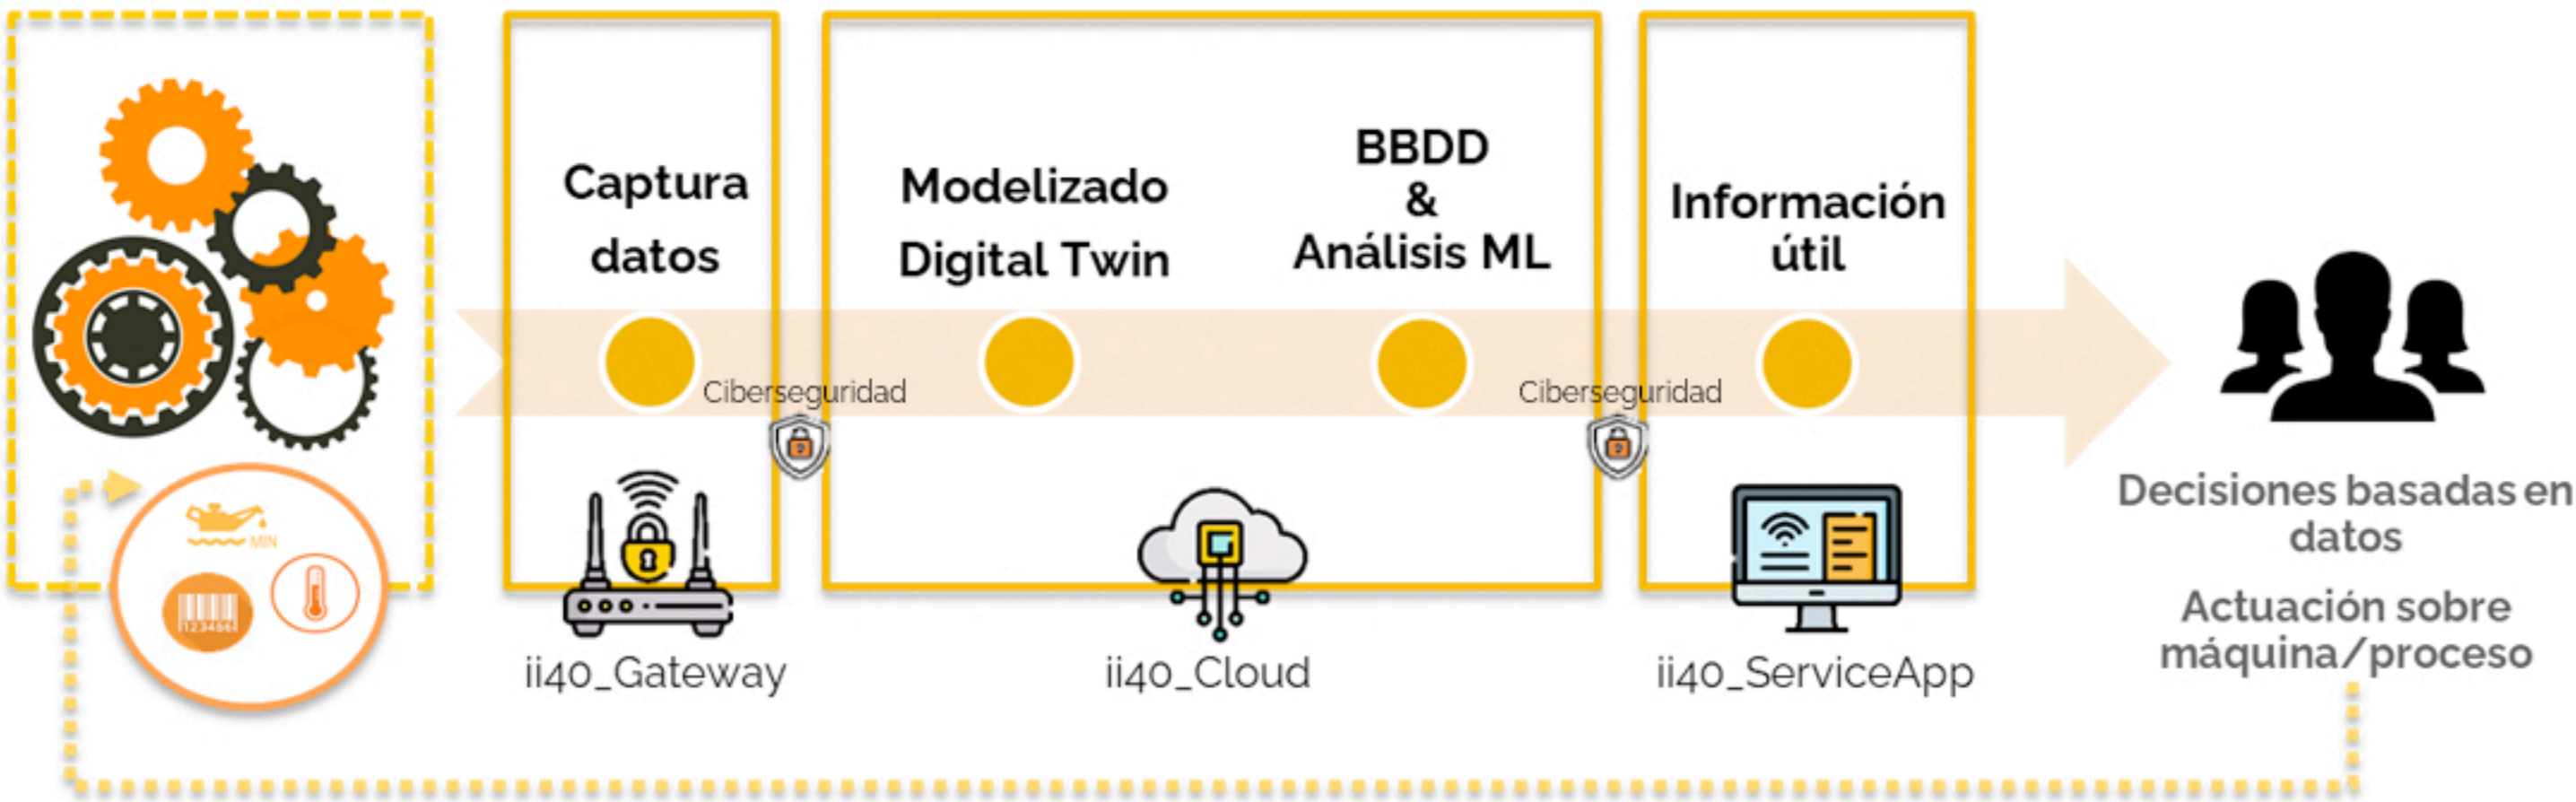 Captura
datos
Modelizado
Digital Twin
BBDD
&
Análisis ML
Información
útil
Ciberseguridad
Ciberseguridad
MIN
123456
ii40_Gateway
ii40_Cloud
ii40_ServiceApp
Decisiones basadas en
datos
Actuación sobre
máquina/proceso